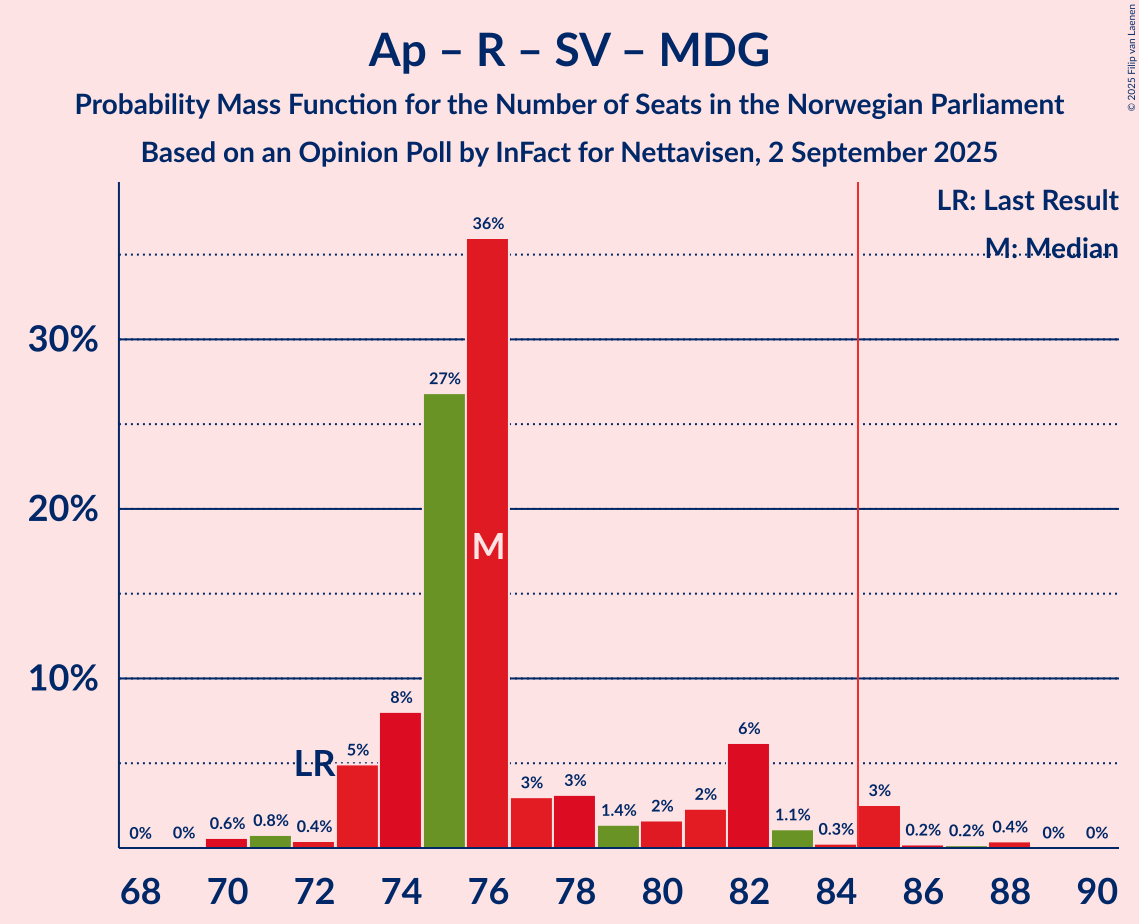 Ap – R – SV – MDG
Probability Mass Function for the Number of Seats in the Norwegian Parliament
Based on an Opinion Poll by InFact for Nettavisen, 2 September 2025
© 2025 Filip van Laenen
LR: Last Result
M: Median
30%
20%
10%
0%
0%
0.6%
0.8%
0.4%
LR
5%
8%
27%
36%
M
3%
3%
1.4%
2%
2%
6%
1.1%
0.3%
3%
0.2%
0.2%
0.4%
0%
0%
68 70 72 74 76 78 80 82 84 86 88 90